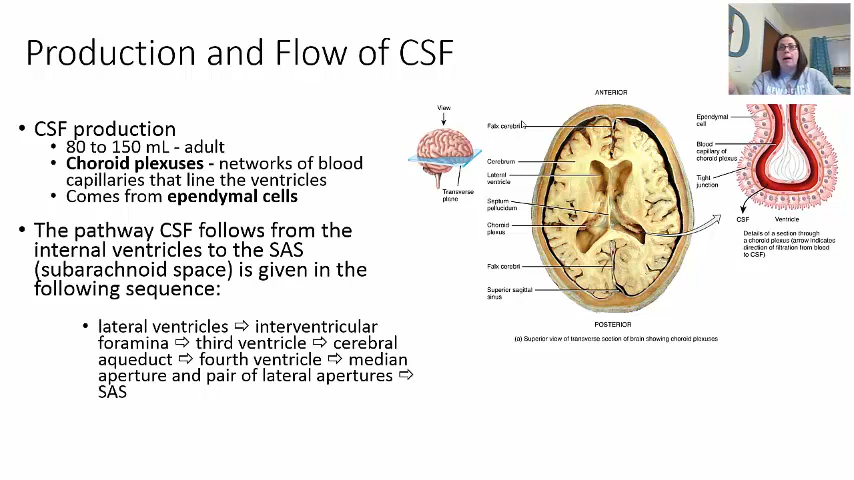 Production and Flow of CSF
• CSF production
• 80 to 150 mL - adult
• Choroid plexuses - networks of blood
capillaries that line the ventricles
• Comes from ependymal cells
• The pathway CSF follows from the
internal ventricles to the SAS
(subarachnoid space) is given in the
following sequence:
• lateral ventricles ⇨ interventricular
foramina ⇨ third ventricle ⇨ cerebral
aqueduct ⇨ fourth ventricle ⇨ median
aperture and pair of lateral apertures ⇨
SAS
View
Transverse
plane
ANTERIOR
Falx cerebri
Cerebrum
Lateral
ventricle
Septum
pellucidum
Choroid
plexus
Falx cerebri
Superior sagittal
sinus
POSTERIOR
(a) Superior view of transverse section of brain showing choroid plexuses
Ependymal
cell
Blood
capillary of
choroid plexus
Tight
junction
CSF
Ventricle
Details of a section through
a choroid plexus (arrow indicates
direction of filtration from blood
to CSF)